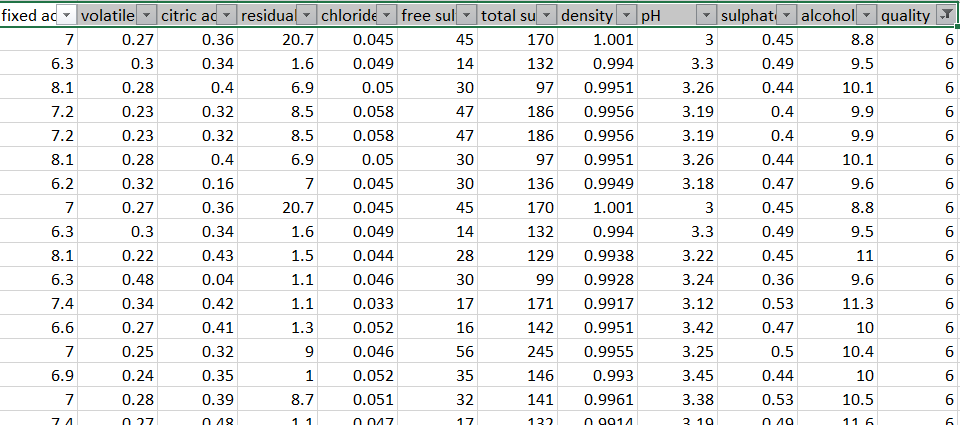 fixed ac volatile citric ac residual chloride free sul total su density pH sulphat alcohol quality
7 0.27 0.36 20.7 0.045 45 170 1.001 3 0.45 8.8 6
6.3 0.3 0.34 1.6 0.049 14 132 0.994 3.3 0.49 9.5 6
8.1 0.28 0.4 6.9 0.05 30 97 0.9951 3.26 0.44 10.1 6
7.2 0.23 0.32 8.5 0.058 47 186 0.9956 3.19 0.4 9.9 6
7.2 0.23 0.32 8.5 0.058 47 186 0.9956 3.19 0.4 9.9 6
8.1 0.28 0.4 6.9 0.05 30 97 0.9951 3.26 0.44 10.1 6
6.2 0.32 0.16 7 0.045 30 136 0.9949 3.18 0.47 9.6 6
7 0.27 0.36 20.7 0.045 45 170 1.001 3 0.45 8.8 6
6.3 0.3 0.34 1.6 0.049 14 132 0.994 3.3 0.49 9.5 6
8.1 0.22 0.43 1.5 0.044 28 129 0.9938 3.22 0.45 11 6
6.3 0.48 0.04 1.1 0.046 30 99 0.9928 3.24 0.36 9.6 6
7.4 0.34 0.42 1.1 0.033 17 171 0.9917 3.12 0.53 11.3 6
6.6 0.27 0.41 1.3 0.052 16 142 0.9951 3.42 0.47 10 6
7 0.25 0.32 9 0.046 56 245 0.9955 3.25 0.5 10.4 6
6.9 0.24 0.35 1 0.052 35 146 0.993 3.45 0.44 10 6
7 0.28 0.39 8.7 0.051 32 141 0.9961 3.38 0.53 10.5 6
7.4 0.27 0.48 1.1 0.047 17 132 0.9914 3.19 0.49 11.6 6